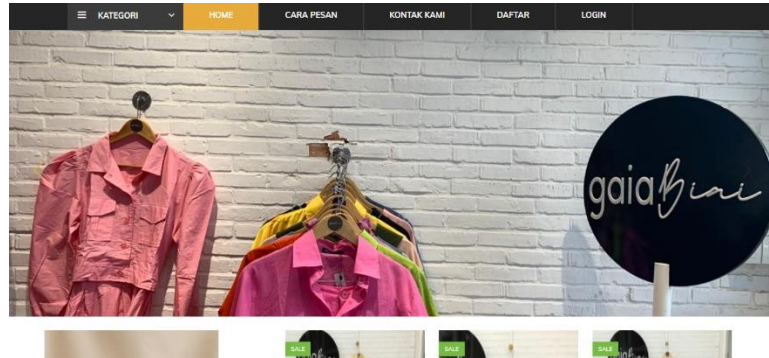 KATEGORI HOME CARA PESAN KONTAK KAMI DAFTAR LOGIN
gaia Biai
SALE SALE SALE